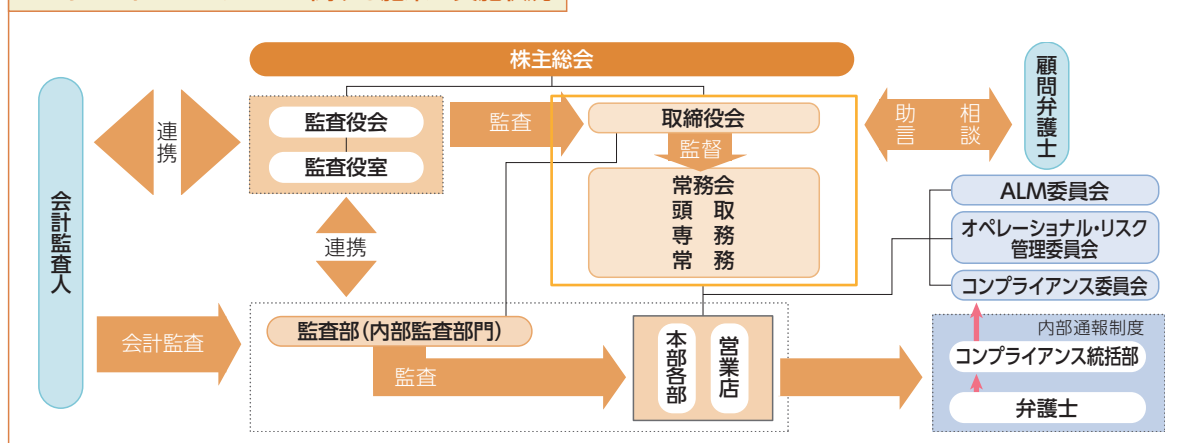 株主総会
会計監査人
連携
監査役会
監査役室
監査
取締役会
監督
常務会
頭 取
専 務
常 務
助言
相談
顧問弁護士
ALM委員会
オペレーショナル・リスク
管理委員会
コンプライアンス委員会
連携
会計監査
監査部(内部監査部門)
監査
本部各部
営業店
内部通報制度
コンプライアンス統括部
弁護士